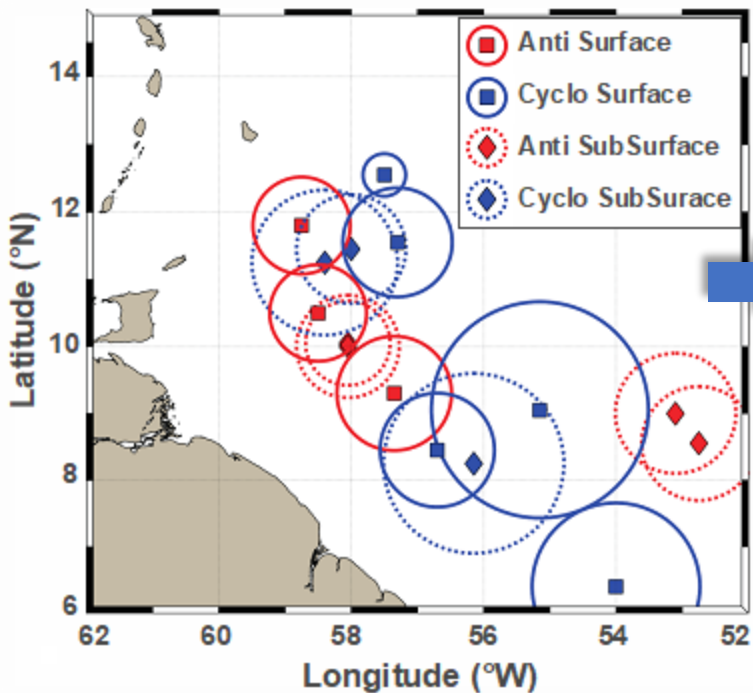 Anti Surface
Cyclo Surface
Anti SubSurface
Cyclo SubSurace
14
12
10
8
6
Latitude (°N)
62 60 58 56 54 52
Longitude (°W)